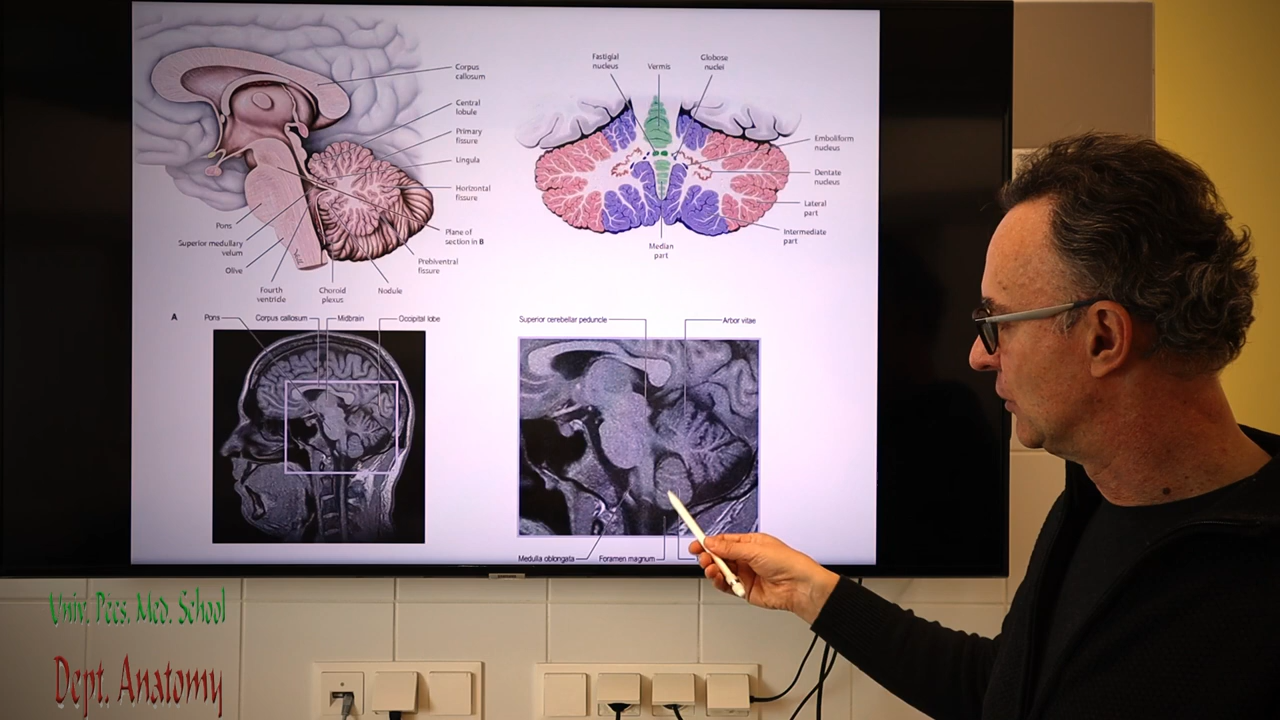 Corpus
callosum
Central
lobule
Primary
fissure
Lingula
Horizontal
fissure
Plane of
section in B
Prebiventral
fissure
Pons
Superior medullary
velum
Olive
Fourth
ventricle
Choroid
plexus
Nodule
Fastigial
nucleus
Vermis
Globose
nuclei
Emboliform
nucleus
Dentate
nucleus
Lateral
part
Intermediate
part
Median
part
A
Pons
Corpus callosum
Midbrain
Occipital lobe
Superior cerebellar peduncle
Arbor vitae
Medulla oblongata
Foramen magnum
Univ. Pecs. Med. School
Dept. Anatomy